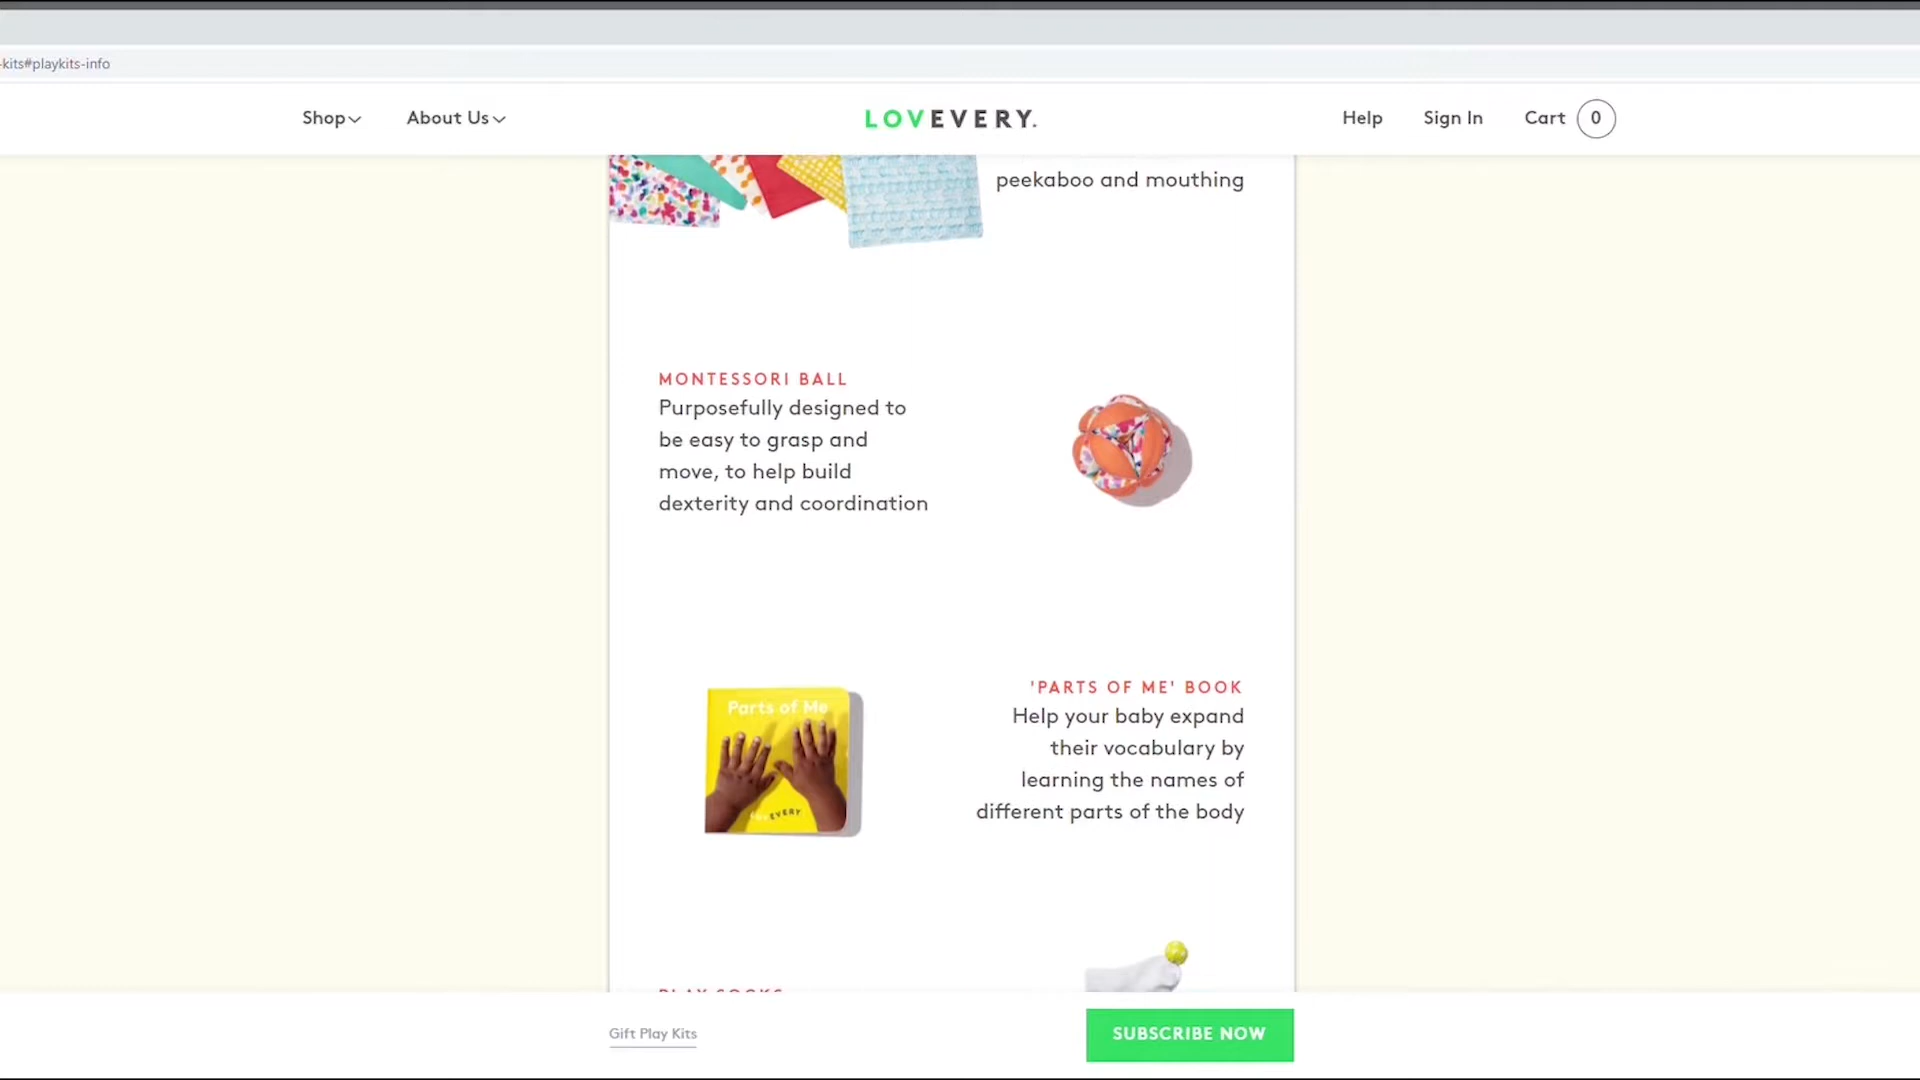 -kits#playkits-info
Shop
About Us
LOVEVERY.
Help
Sign In
Cart
0
peekaboo and mouthing
MONTESSORI BALL
Purposefully designed to
be easy to grasp and
move, to help build
dexterity and coordination
Parts of Me
LOVEVERY
'PARTS OF ME' BOOK
Help your baby expand
their vocabulary by
learning the names of
different parts of the body
PLAY SOCKS
Gift Play Kits
SUBSCRIBE NOW